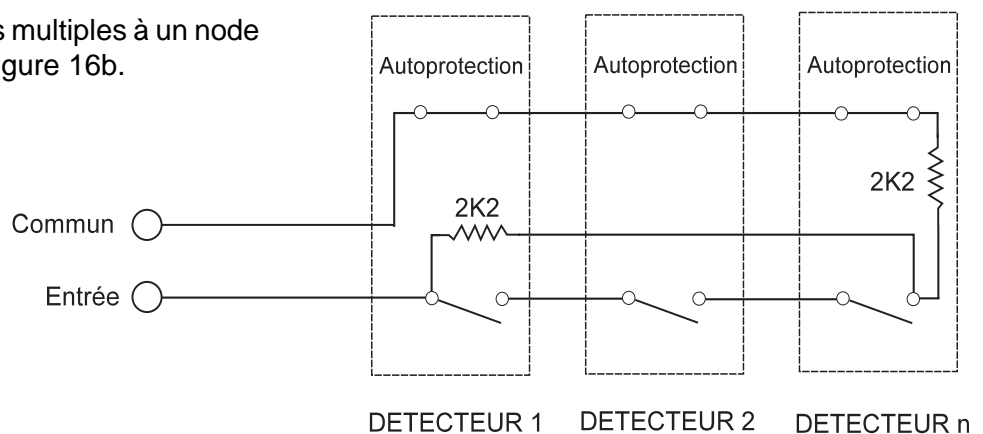 s multiples à un node
gure 16b.
Autoprotection Autoprotection Autoprotection
2K2
2K2
Commun
Entrée
DETECTEUR 1 DETECTEUR 2 DETECTEUR n